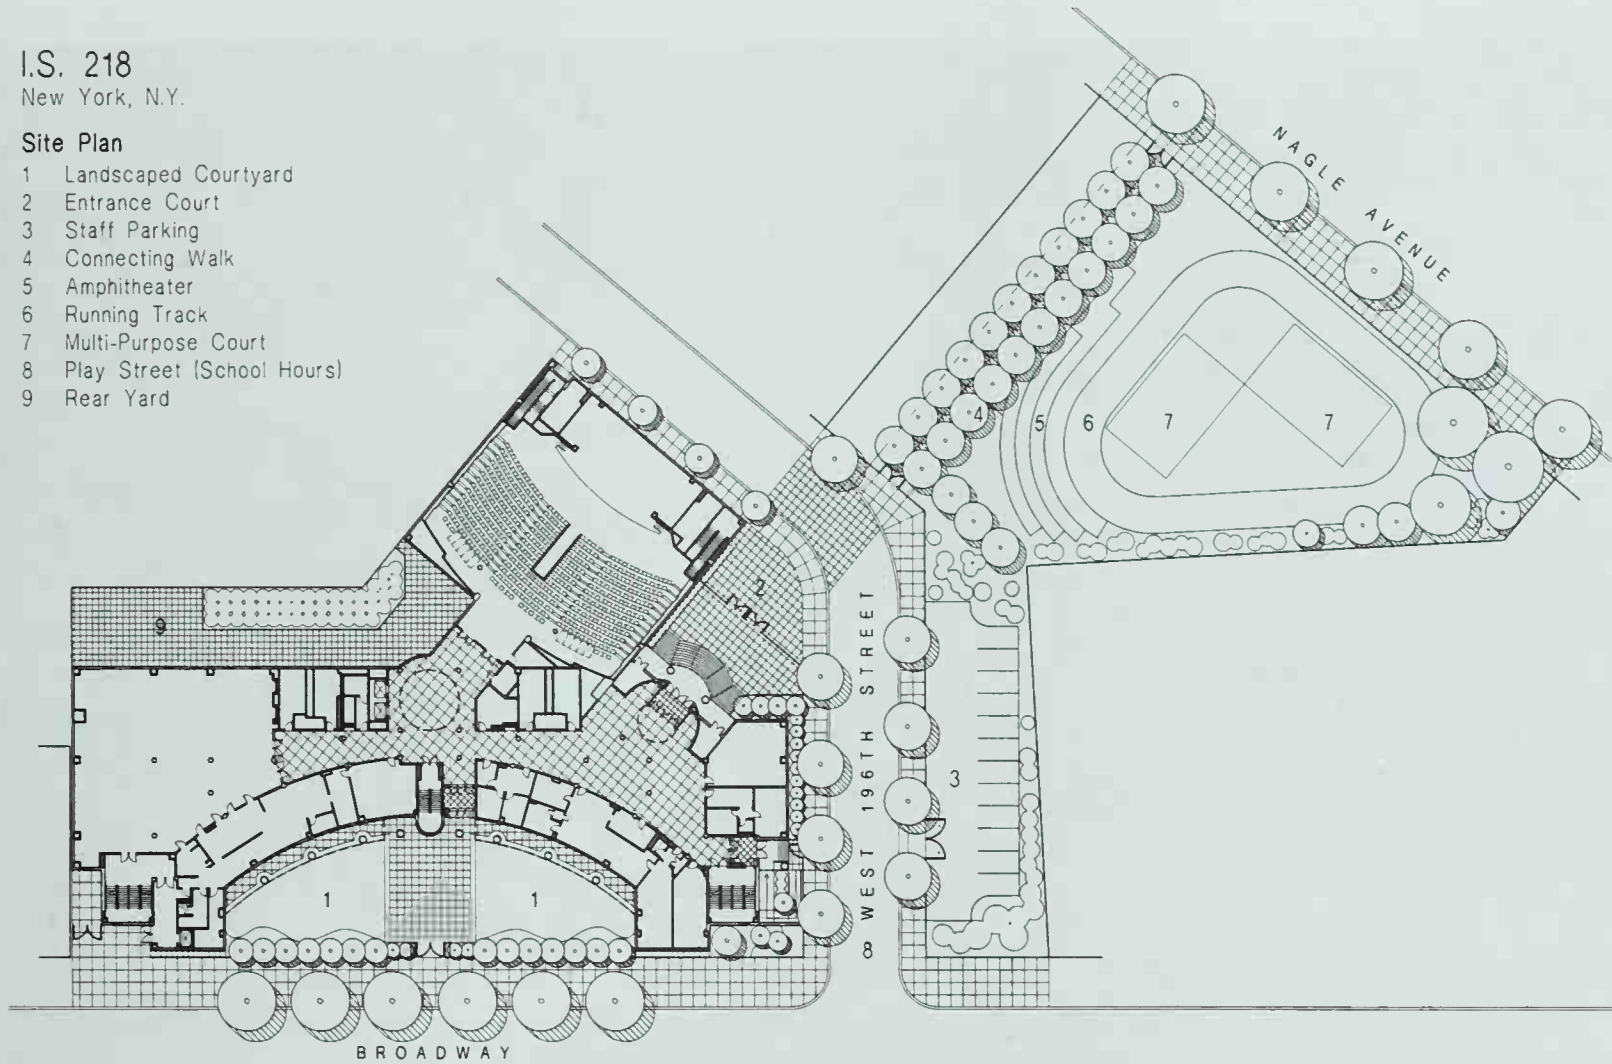 I.S. 218
New York, N.Y.
Site Plan
1 Landscaped Courtyard
2 Entrance Court
3 Staff Parking
4 Connecting Walk
5 Amphitheater
6 Running Track
7 Multi-Purpose Court
8 Play Street (School Hours)
9 Rear Yard
NAGLE AVENUE
4
5
6
7
7
2
9
3
1
1
8 WEST 196TH STREET
BROADWAY